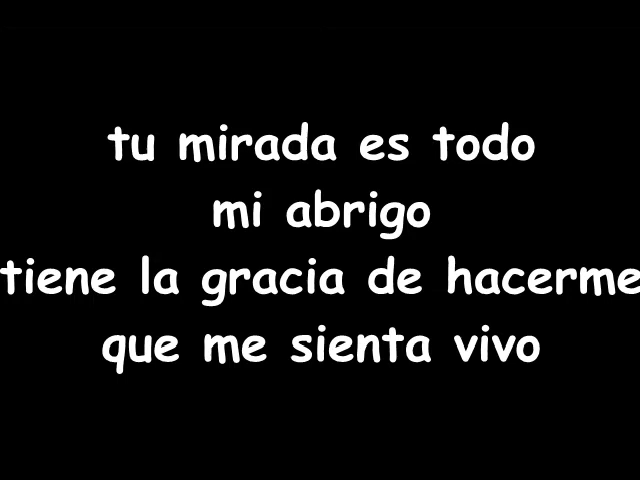 tu mirada es todo
mi abrigo
tiene la gracia de hacerme
que me sienta vivo